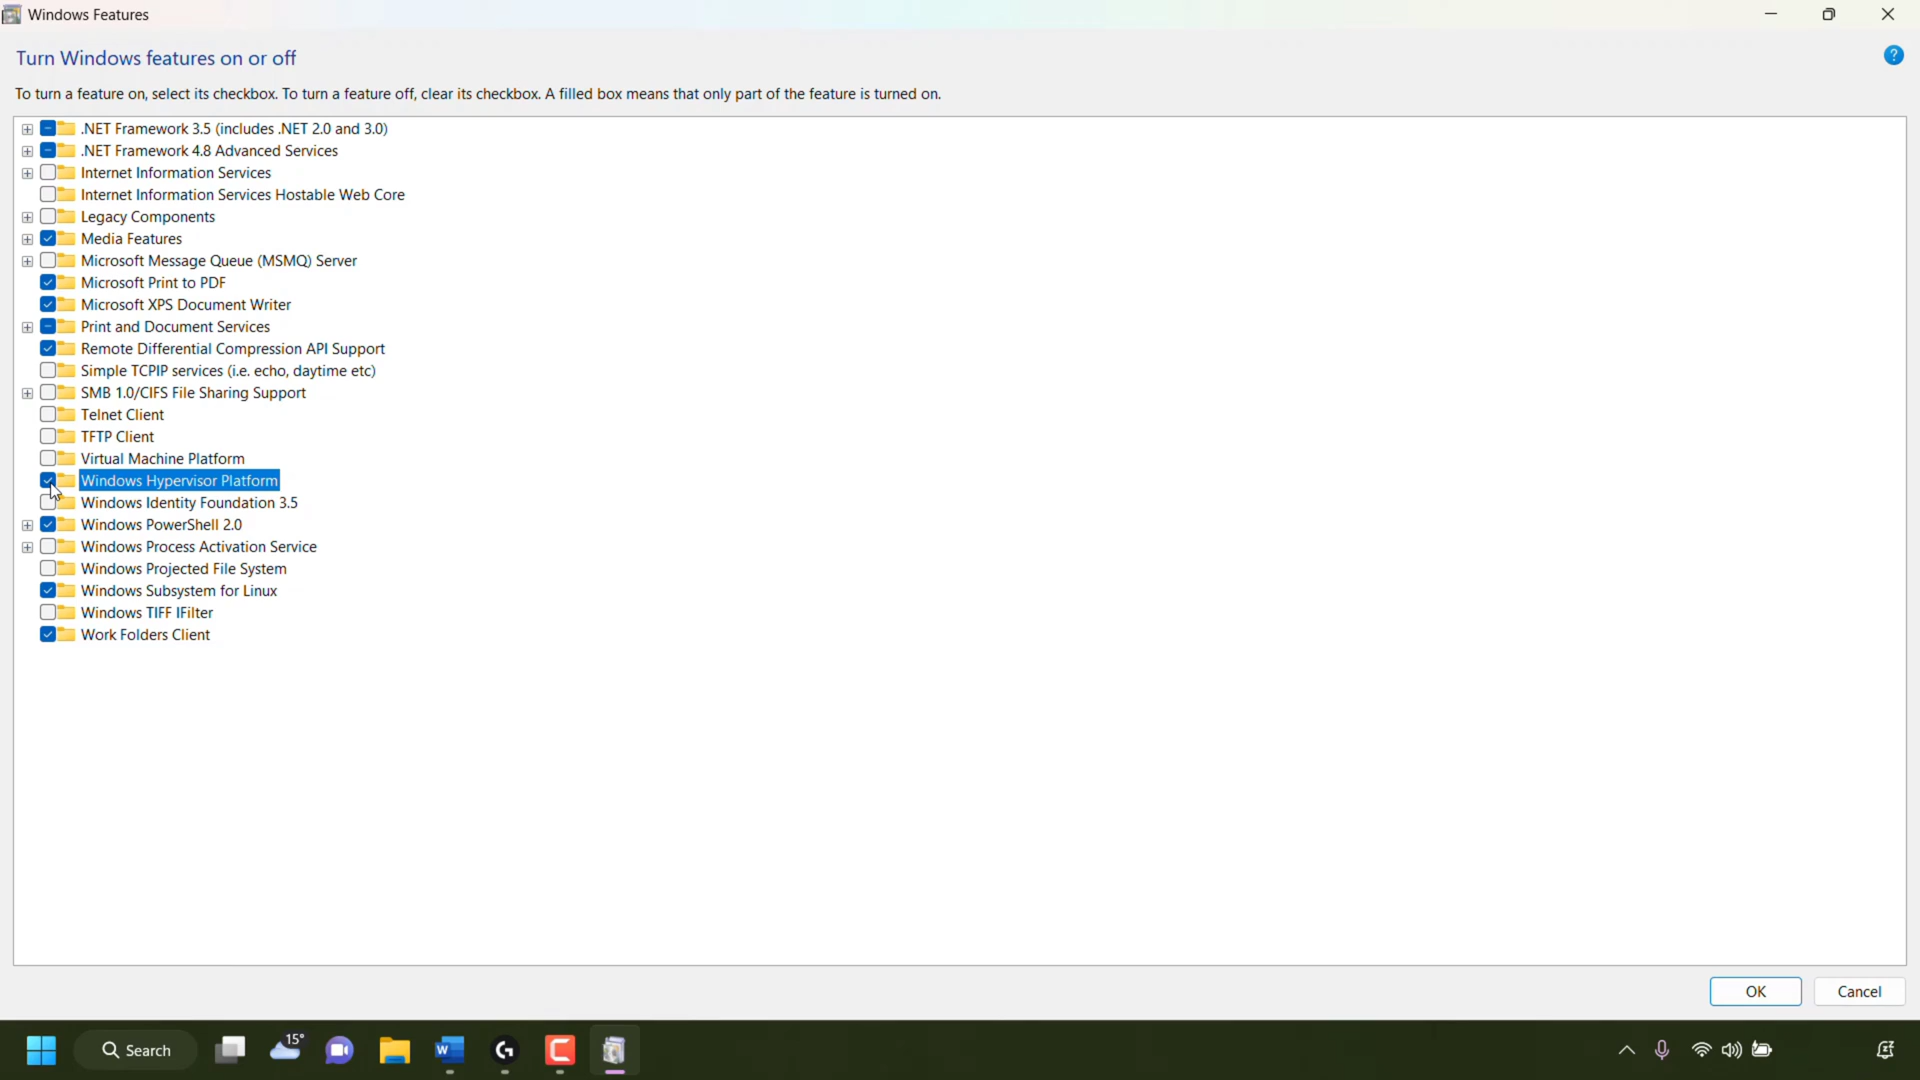 Windows Features
Turn Windows features on or off
?
To turn a feature on, select its checkbox. To turn a feature off, clear its checkbox. A filled box means that only part of the feature is turned on.
.NET Framework 3.5 (includes .NET 2.0 and 3.0)
.NET Framework 4.8 Advanced Services
Internet Information Services
Internet Information Services Hostable Web Core
Legacy Components
Media Features
Microsoft Message Queue (MSMQ) Server
Microsoft Print to PDF
Microsoft XPS Document Writer
Print and Document Services
Remote Differential Compression API Support
Simple TCPIP services (i.e. echo, daytime etc)
SMB 1.0/CIFS File Sharing Support
Telnet Client
TFTP Client
Virtual Machine Platform
Windows Hypervisor Platform
Windows Identity Foundation 3.5
Windows PowerShell 2.0
Windows Process Activation Service
Windows Projected File System
Windows Subsystem for Linux
Windows TIFF IFilter
Work Folders Client
OK Cancel
Search 15° W G C